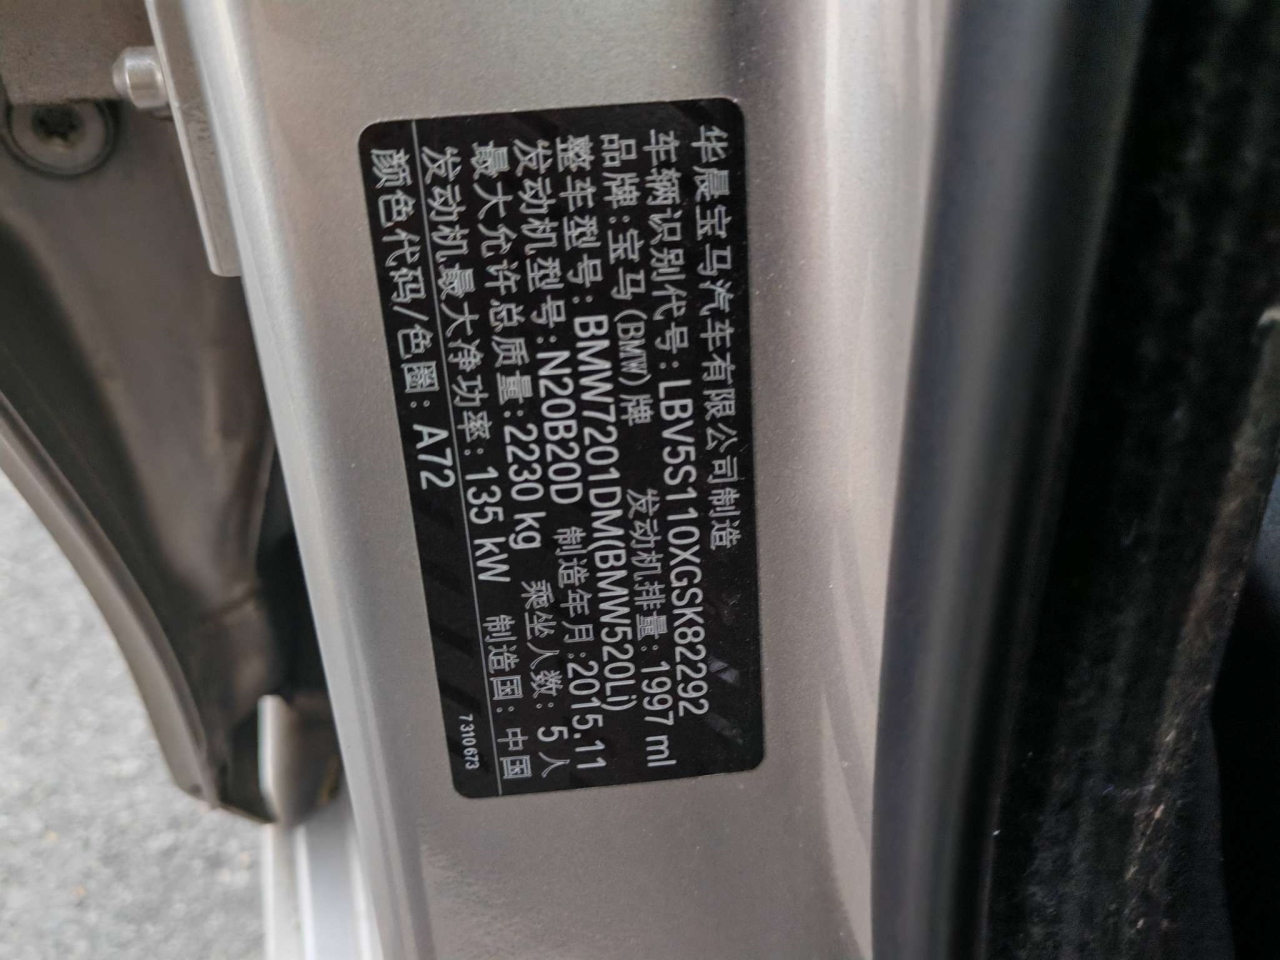 华晨宝马汽车有限公司制造
车辆识别代号:LBV5S110XGSK82292
品牌:宝马(BMW)牌 发动机排量:1997 ml
整车型号:BMW7201DM(BMW520Li)
发动机型号:N20B20D 制造年月:2015.11
最大允许总质量:2230 kg 乘坐人数:5人
发动机最大净功率:135 kW 制造国:中国
颜色代码/色圈:A72 7310673